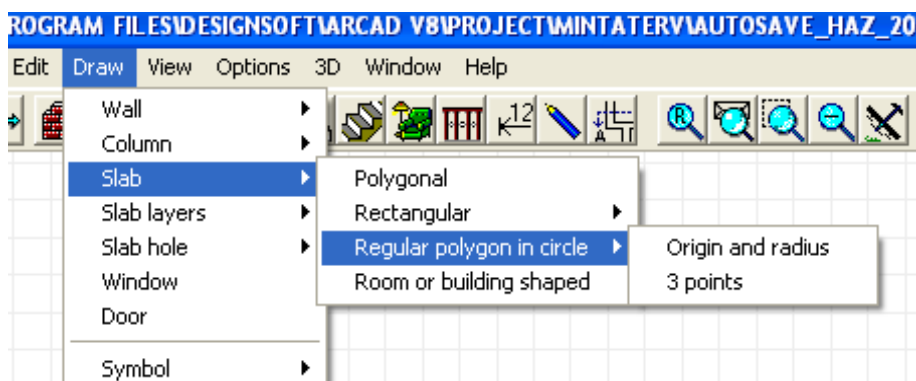 ROGRAM FILES\DESIGNSOFT\ARCAD V8\PROJECT\MINTATERV\AUTOSAVE_HAZ_20
Edit Draw View Options 3D Window Help
Wall
Column
Slab
Slab layers
Slab hole
Window
Door
Symbol
Polygonal
Rectangular
Regular polygon in circle
Room or building shaped
Origin and radius
3 points
12
R
A